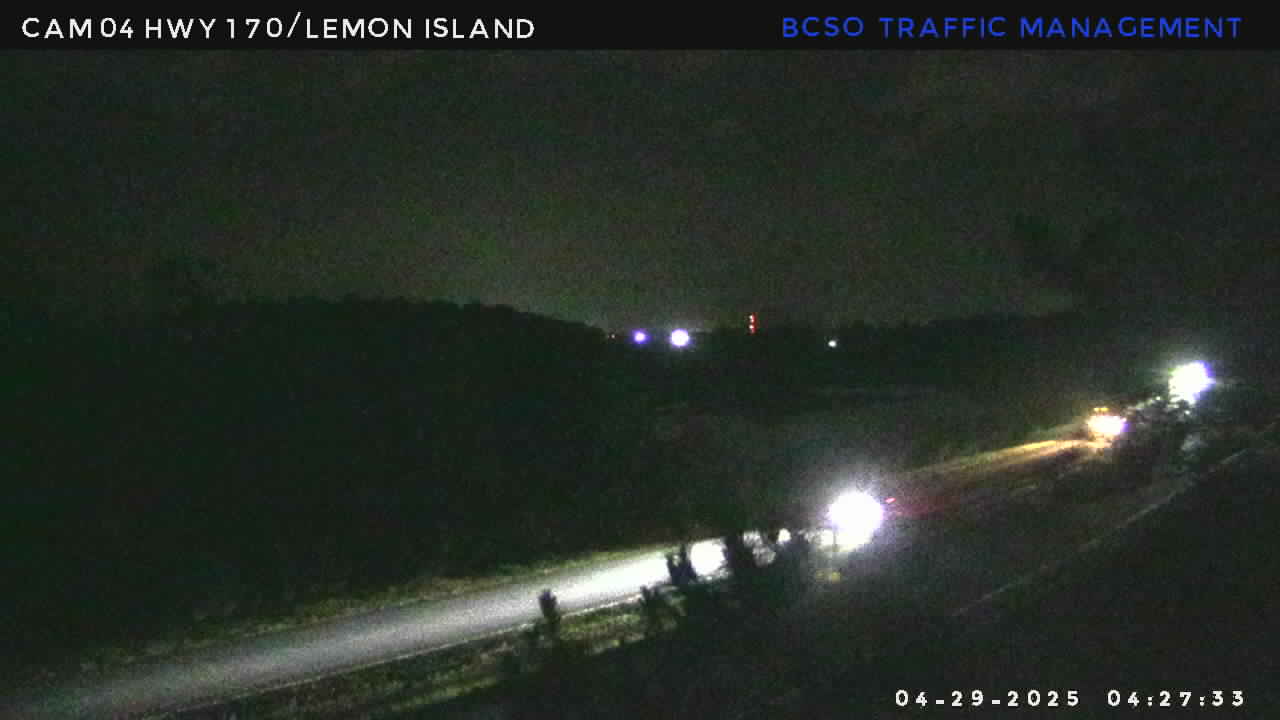 CAM04 HWY 170/LEMON ISLAND
BCSO TRAFFIC MANAGEMENT
04-29-2025 04:27:33